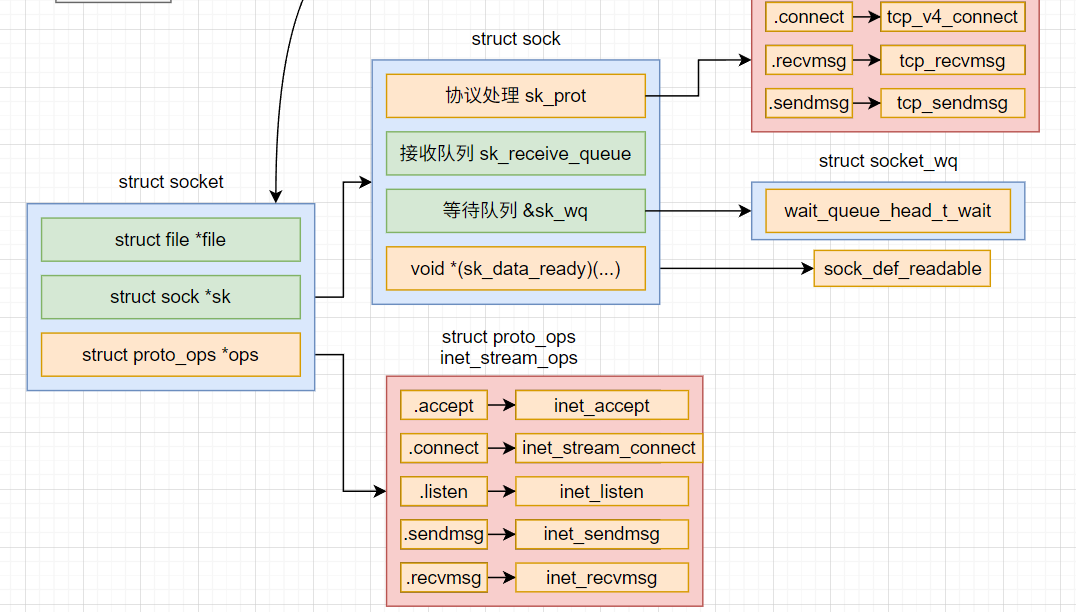 struct socket
struct file *file
struct sock *sk
struct proto_ops *ops
struct sock
协议处理 sk_prot
接收队列 sk_receive_queue
等待队列 &sk_wq
void *(sk_data_ready)(...)
.connect
tcp_v4_connect
.recvmsg
tcp_recvmsg
.sendmsg
tcp_sendmsg
struct socket_wq
wait_queue_head_t_wait
sock_def_readable
struct proto_ops
inet_stream_ops
.accept
inet_accept
.connect
inet_stream_connect
.listen
inet_listen
.sendmsg
inet_sendmsg
.recvmsg
inet_recvmsg